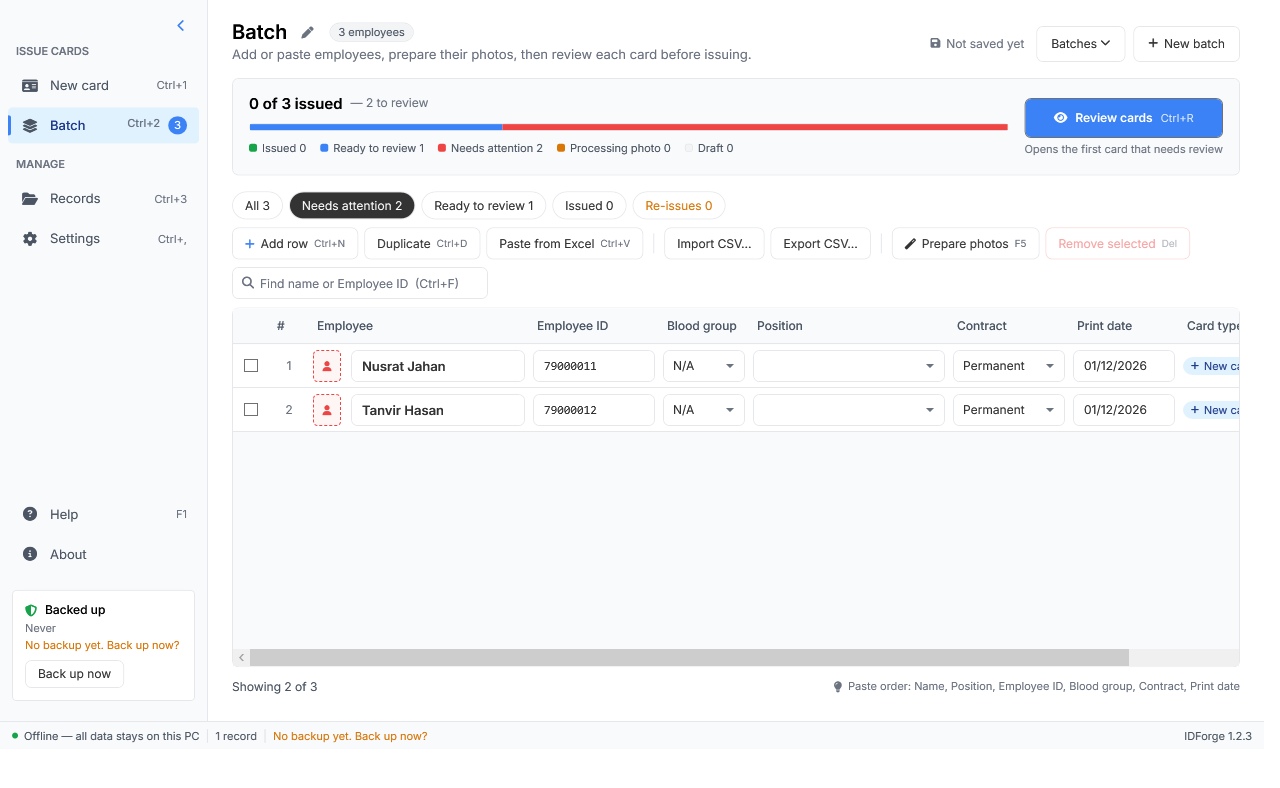 ISSUE CARDS
New card Ctrl+1
Batch Ctrl+2 3
MANAGE
Records Ctrl+3
Settings Ctrl+,
Help F1
About
Backed up
Never
No backup yet. Back up now?
Back up now
Batch 3 employees
Add or paste employees, prepare their photos, then review each card before issuing.
Not saved yet Batches + New batch
0 of 3 issued — 2 to review
Issued 0 Ready to review 1 Needs attention 2 Processing photo 0 Draft 0
Review cards Ctrl+R
Opens the first card that needs review
All 3 Needs attention 2 Ready to review 1 Issued 0 Re-issues 0
+ Add row Ctrl+N Duplicate Ctrl+D Paste from Excel Ctrl+V Import CSV... Export CSV... Prepare photos F5 Remove selected Del
Find name or Employee ID (Ctrl+F)
# Employee Employee ID Blood group Position Contract Print date Card type
1 Nusrat Jahan 79000011 N/A Permanent 01/12/2026 + New ca
2 Tanvir Hasan 79000012 N/A Permanent 01/12/2026 + New ca
Showing 2 of 3
Paste order: Name, Position, Employee ID, Blood group, Contract, Print date
Offline — all data stays on this PC 1 record No backup yet. Back up now? IDForge 1.2.3